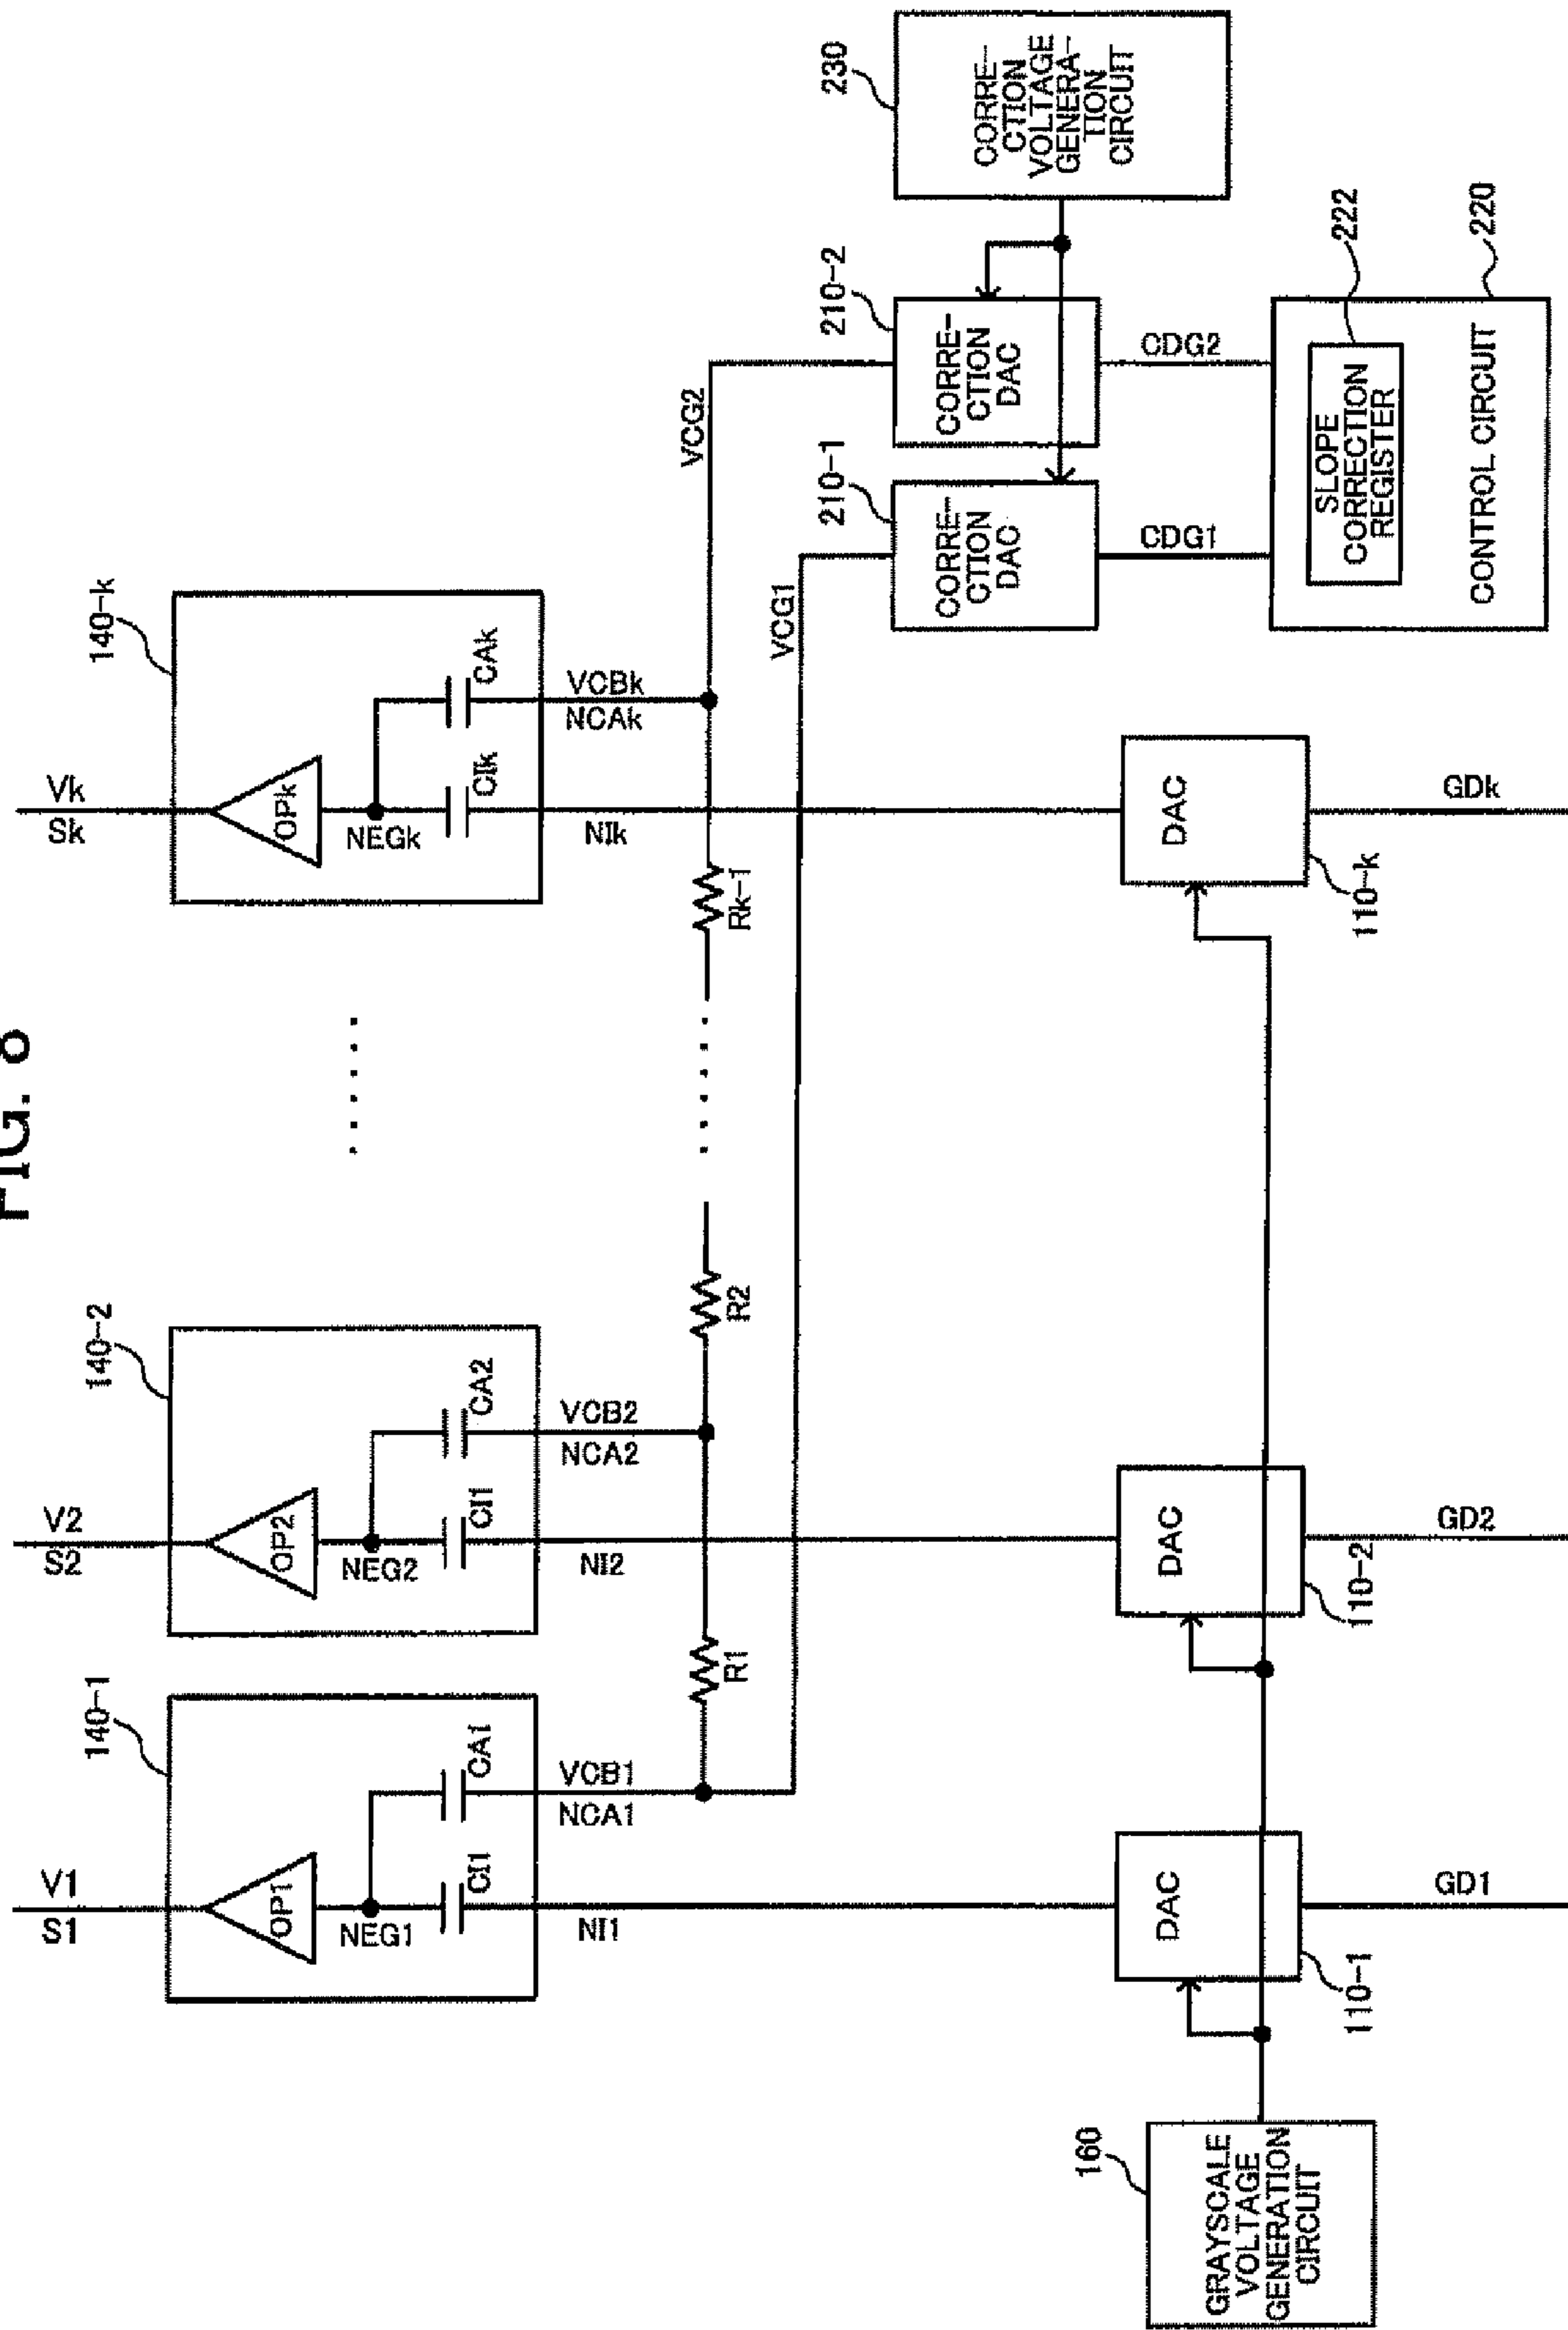 FIG. 8
V1
S1
V2
S2
Vk
Sk
140-1
140-2
140-k
OP1
NEG1
CI1
CA1
OP2
NEG2
CI1
CA2
OPk
NEGk
CIk
CAk
NI1
VCB1
NCA1
NI2
VCB2
NCA2
NIk
VCBk
NCAk
R1
R2
Rk-1
VCG1
VCG2
210-1
CORRE-
CTION
DAC
210-2
CORRE-
CTION
DAC
230
CORRE-
CTION
VOLTAGE
GENERA-
TION
CIRCUIT
CDG1
CDG2
222
SLOPE
CORRECTION
REGISTER
CONTROL CIRCUIT
220
160
GRAYSCALE
VOLTAGE
GENERATION
CIRCUIT
DAC
110-1
DAC
110-2
DAC
110-k
GD1
GD2
GDk